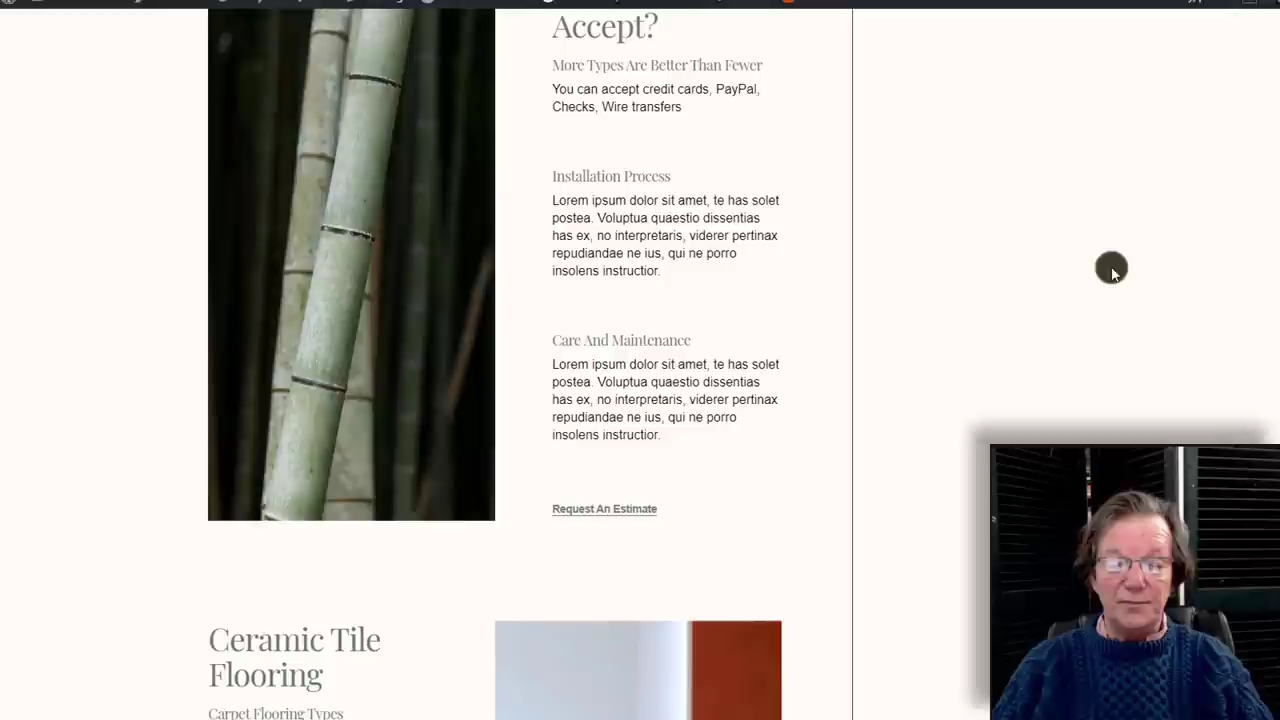 Accept?
More Types Are Better Than Fewer
You can accept credit cards, PayPal,
Checks, Wire transfers
Installation Process
Lorem ipsum dolor sit amet, te has solet
postea. Voluptua quaestio dissentias
has ex, no interpretaris, viderer pertinax
repudiandae ne ius, qui ne porro
insolens instructior.
Care And Maintenance
Lorem ipsum dolor sit amet, te has solet
postea. Voluptua quaestio dissentias
has ex, no interpretaris, viderer pertinax
repudiandae ne ius, qui ne porro
insolens instructior.
Request An Estimate
Ceramic Tile
Flooring
Carpet Flooring Types